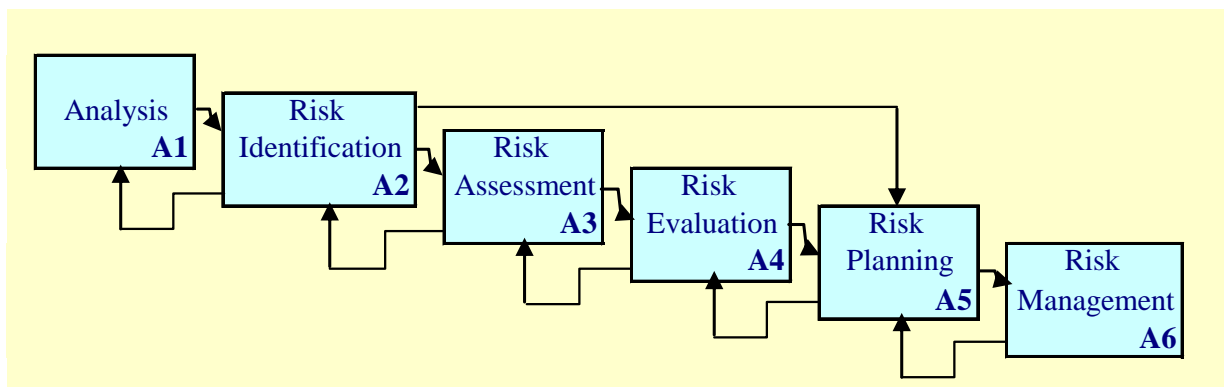 Analysis
A1
Risk
Identification
A2
Risk
Assessment
A3
Risk
Evaluation
A4
Risk
Planning
A5
Risk
Management
A6